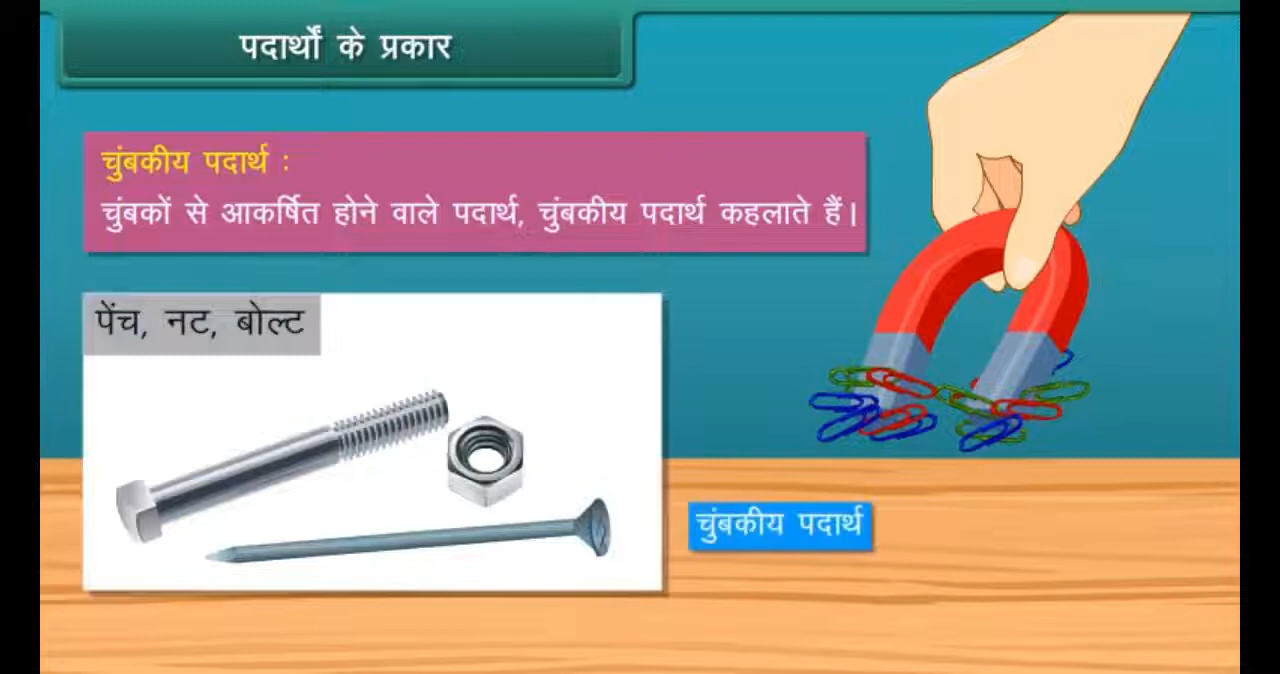 पदार्थों के प्रकार
चुंबकीय पदार्थ :
चुंबकों से आकर्षित होने वाले पदार्थ, चुंबकीय पदार्थ कहलाते हैं।
पेंच, नट, बोल्ट
चुंबकीय पदार्थ